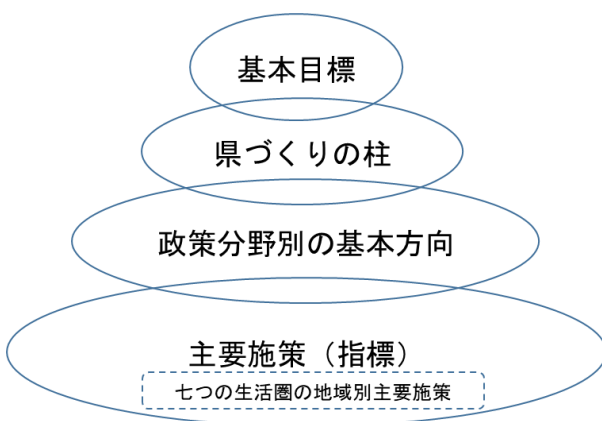 基本目標
県づくりの柱
政策分野別の基本方向
主要施策（指標）
七つの生活圏の地域別主要施策